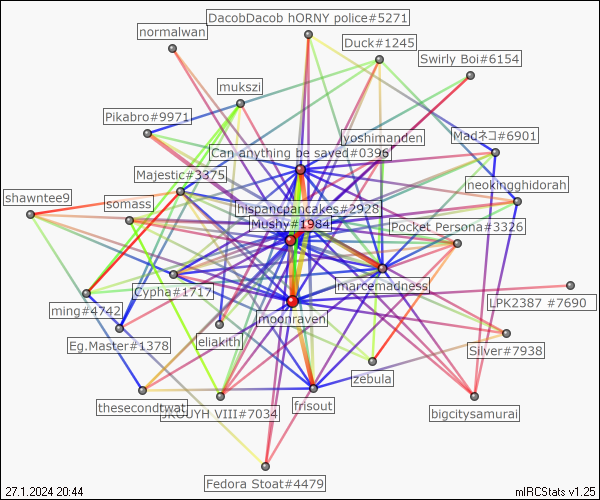 DacobDacob hORNY police#5271
normalwan
Duck#1245
Swirly Boi#6154
mukszi
Pikabro#9971
yoshimanden
Madネコ#6901
Can anything be saved#0396
Majestic#3375
neokingghidorah
shawntee9
somass
hispancpancakes#2928
Mushy#1984
Pocket Persona#3326
marcemadness
Cypha#1717
LPK2387 #7690
ming#4742
moonraven
Eg.Master#1378
eliakith
Silver#7938
zebula
thesecondtwat
VIII#7034
frisout
bigcitysamurai
Fedora Stoat#4479
27.1.2024 20:44
mIRCStats v1.25